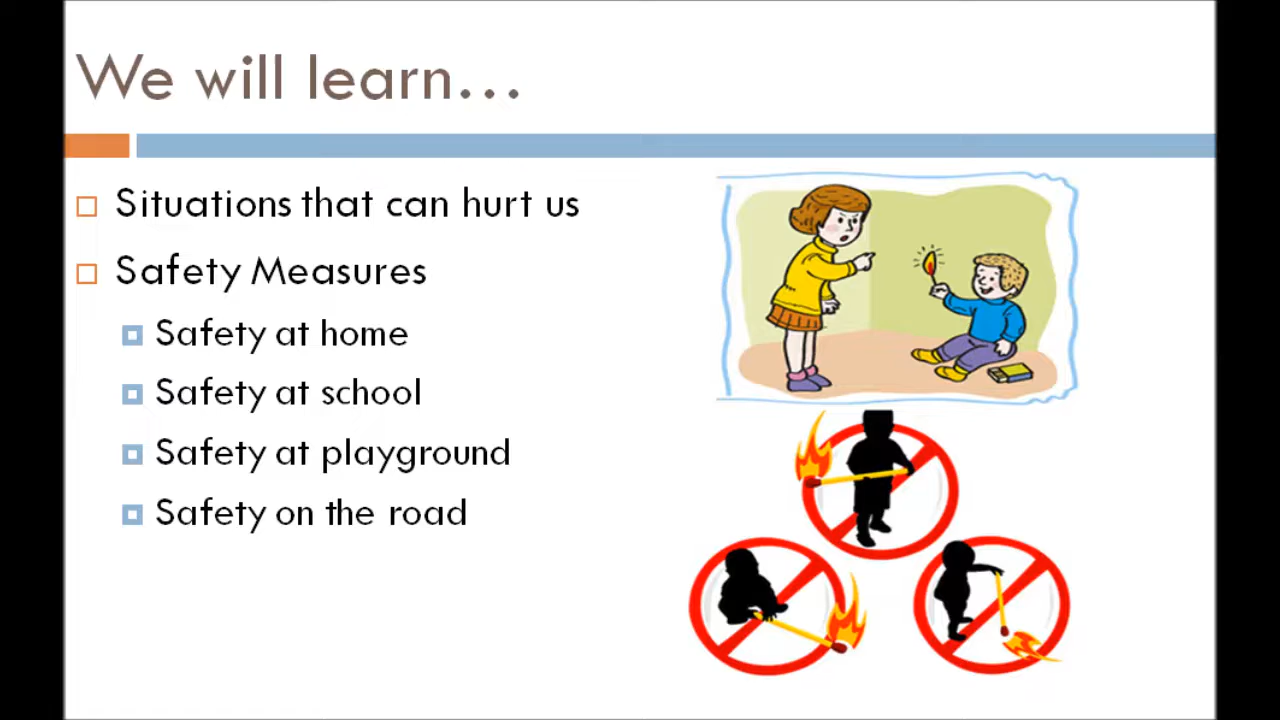 We will learn...
Situations that can hurt us
Safety Measures
Safety at home
Safety at school
Safety at playground
Safety on the road